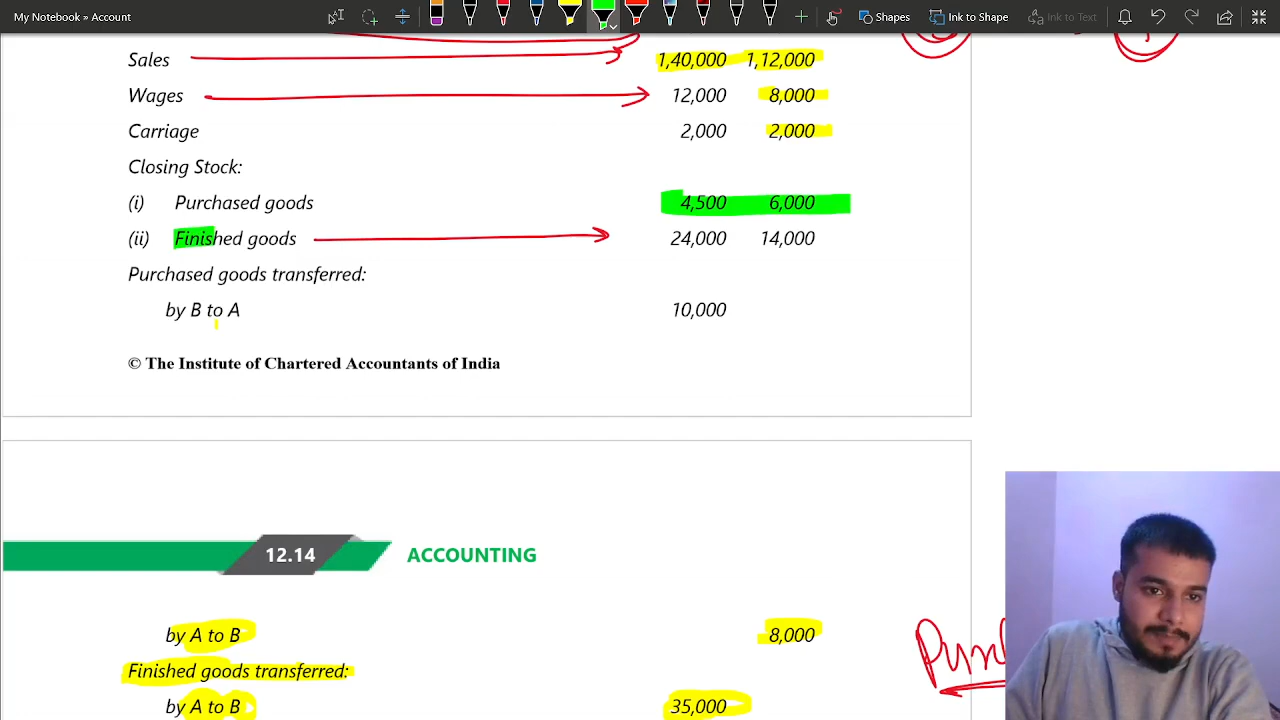 My Notebook » Account
Shapes
Ink to Shape
Ink to Text
Sales 1,40,000 1,12,000
Wages 12,000 8,000
Carriage 2,000 2,000
Closing Stock:
(i) Purchased goods 4,500 6,000
(ii) Finished goods 24,000 14,000
Purchased goods transferred:
by B to A 10,000
© The Institute of Chartered Accountants of India
12.14 ACCOUNTING
by A to B 8,000
Finished goods transferred:
by A to B 35,000